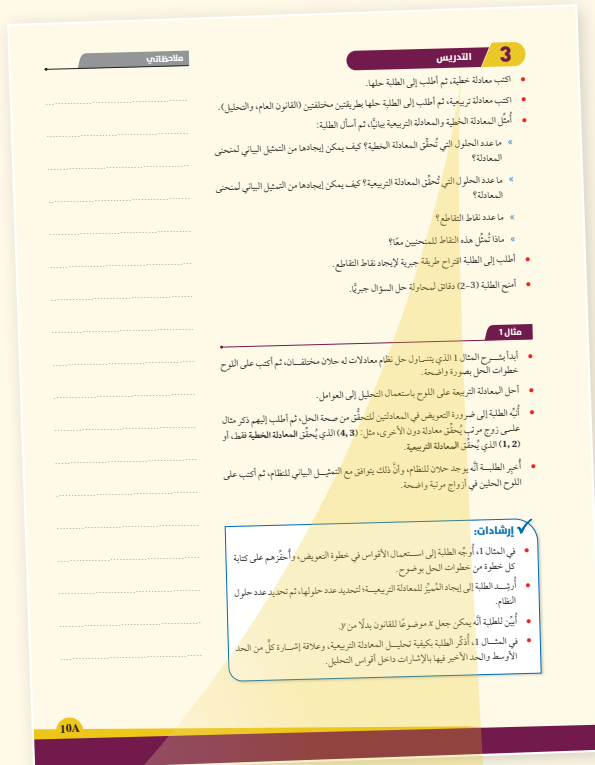 3 التدريس
ملاحظاتي
• اكتب معادلة خطية، ثم أطلب إلى الطلبة حلها.
• اكتب معادلة تربيعية، ثم أطلب إلى الطلبة حلها بطريقتين مختلفتين (القانون العام، والتحليل).
• أُمثِّل المعادلة الخطية والمعادلة التربيعية بيانيًّا، ثم أسأل الطلبة:
» ما عدد الحلول التي تُحقِّق المعادلة الخطية؟ كيف يمكن إيجادها من التمثيل البياني لمنحنى
المعادلة؟
» ما عدد الحلول التي تُحقِّق المعادلة التربيعية؟ كيف يمكن إيجادها من التمثيل البياني لمنحنى
المعادلة؟
» ما عدد نقاط التقاطع؟
» ماذا تُمثِّل هذه النقاط للمنحنيين معًا؟
• أطلب إلى الطلبة اقتراح طريقة جبرية لإيجاد نقاط التقاطع.
• أمنح الطلبة (3–2) دقائق لمحاولة حل السؤال جبريًّا.
مثال 1
• أبدأ بشرح المثال 1 الذي يتناول حل نظام معادلات له حلان مختلفان، ثم أكتب على اللوح
خطوات الحل بصورة واضحة.
• أحل المعادلة التربيعة على اللوح باستعمال التحليل إلى العوامل.
• أُنبِّه الطلبة إلى ضرورة التعويض في المعادلتين للتحقُّق من صحة الحل، ثم أطلب إليهم ذكر مثال
على زوج مرتب يُحقِّق معادلة دون الأخرى، مثل: (4, 3) الذي يُحقِّق المعادلة الخطية فقط، أو
(1, 2) الذي يُحقِّق المعادلة التربيعية.
• أُخبِر الطلبة أنَّه يوجد حلان للنظام، وأنَّ ذلك يتوافق مع التمثيل البياني للنظام، ثم أكتب على
اللوح الحلين في أزواج مرتبة واضحة.
إرشادات:
• في المثال 1، أُوجِّه الطلبة إلى استعمال الأقواس في خطوة التعويض، وأُحفِّزهم على كتابة
كل خطوة من خطوات الحل بوضوح.
• أُرشِد الطلبة إلى إيجاد المُميِّز للمعادلة التربيعية؛ لتحديد عدد حلولها، ثم تحديد عدد حلول
النظام.
• أُبيِّن للطلبة أنَّه يمكن جعل x موضوعًا للقانون بدلًا من y.
• في المثال 1، أُذكِّر الطلبة بكيفية تحليل المعادلة التربيعية، وعلاقة إشارة كلٍّ من الحد
الأوسط والحد الأخير فيها بالإشارات داخل أقواس التحليل.
10A